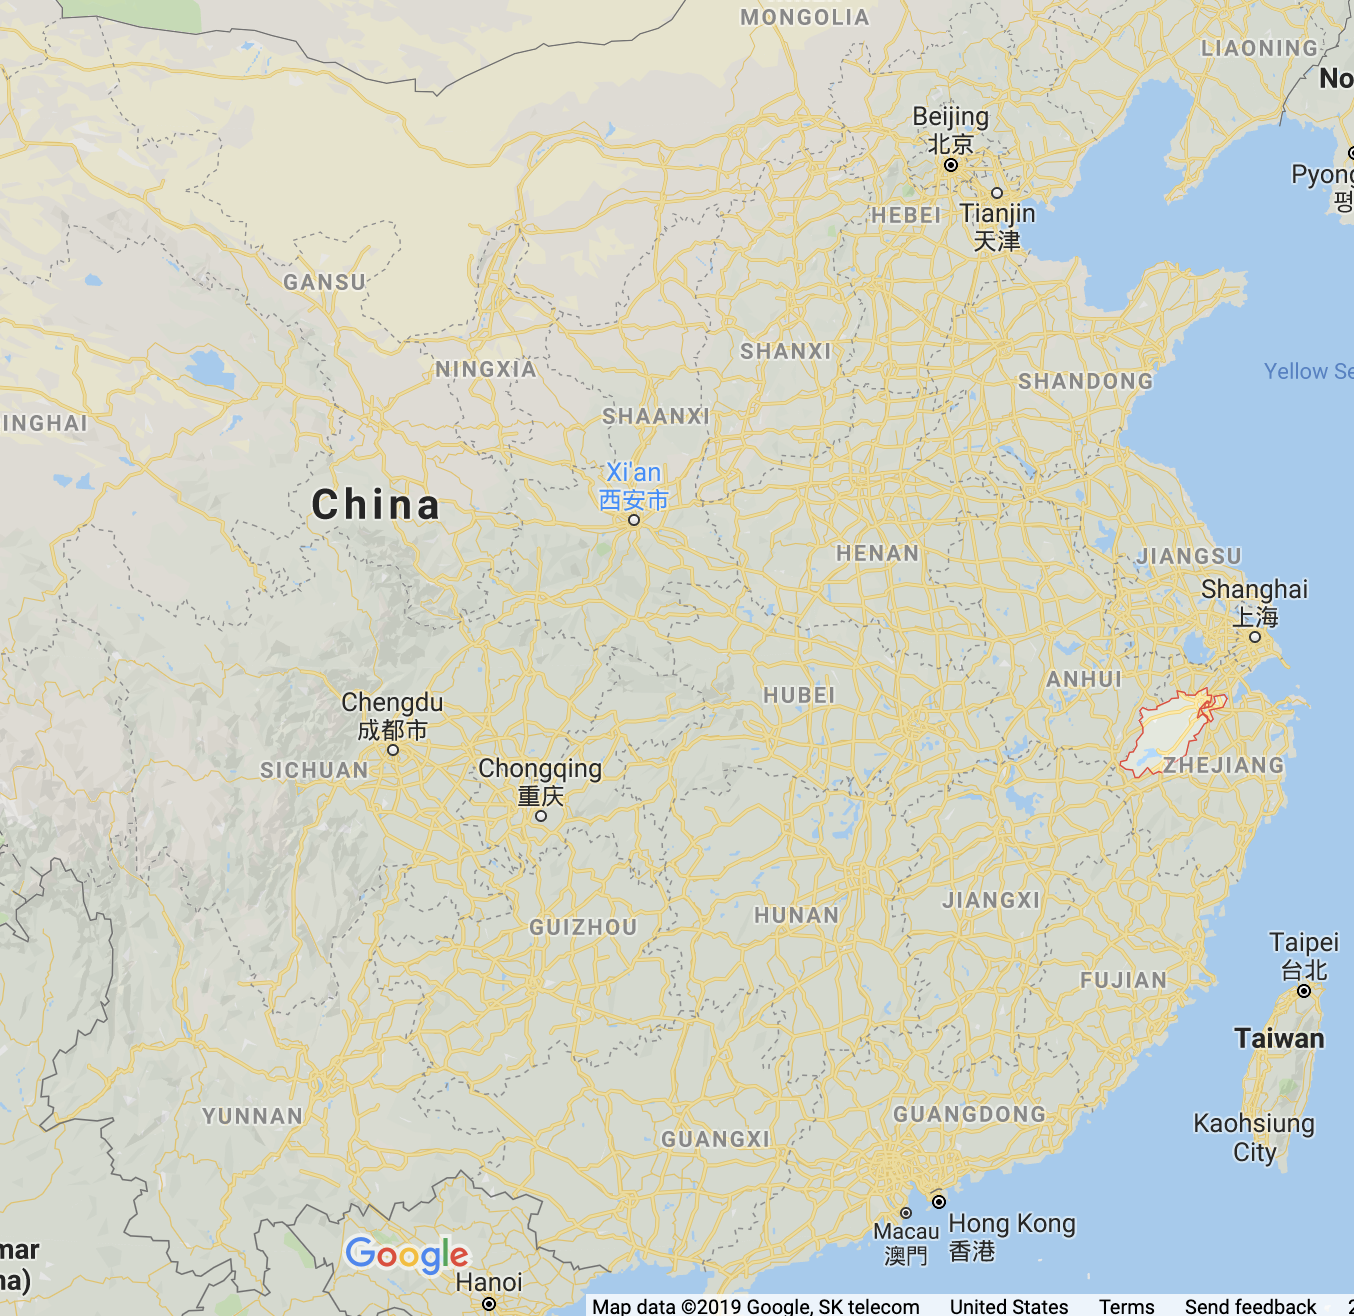 MONGOLIA
LIAONING
No
Beijing
北京
Pyong
평
HEBEI
Tianjin
天津
GANSU
SHANXI
NINGXIA
Yellow Se
SHANDONG
SHAANXI
INGHAI
Xi'an
西安市
China
HENAN
JIANGSU
Shanghai
上海
ANHUI
HUBEI
Chengdu
成都市
SICHUAN
Chongqing
重庆
ZHEJIANG
JIANGXI
HUNAN
GUIZHOU
Taipei
台北
FUJIAN
Taiwan
YUNNAN
GUANGDONG
Kaohsiung
City
GUANGXI
Macau
澳門
Hong Kong
香港
mar
na)
Google
Hanoi
Map data ©2019 Google, SK telecom United States Terms Send feedback